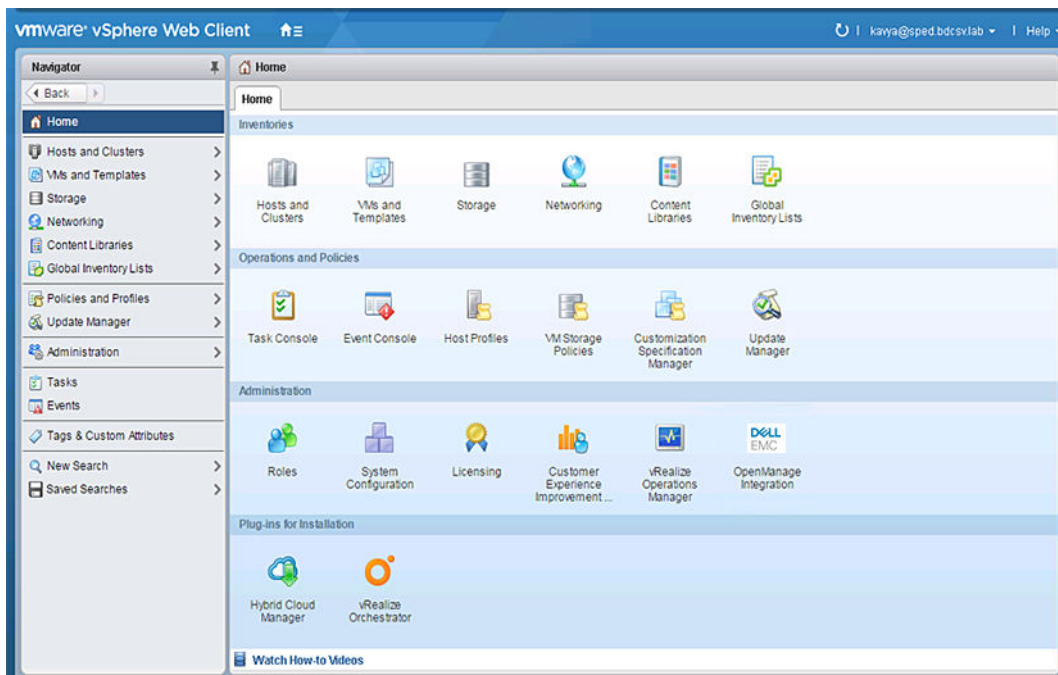 vmware® vSphere Web Client
kavya@sped.bdcsv.lab
Help
Navigator
Back
Home
Hosts and Clusters
VMs and Templates
Storage
Networking
Content Libraries
Global Inventory Lists
Policies and Profiles
Update Manager
Administration
Tasks
Events
Tags & Custom Attributes
New Search
Saved Searches
Home
Home
Inventories
Hosts and
Clusters
VMs and
Templates
Storage
Networking
Content
Libraries
Global
Inventory Lists
Operations and Policies
Task Console
Event Console
Host Profiles
VM Storage
Policies
Customization
Specification
Manager
Update
Manager
Administration
Roles
System
Configuration
Licensing
Customer
Experience
Improvement ...
vRealize
Operations
Manager
DELL
EMC
OpenManage
Integration
Plug-ins for Installation
Hybrid Cloud
Manager
vRealize
Orchestrator
Watch How-to Videos